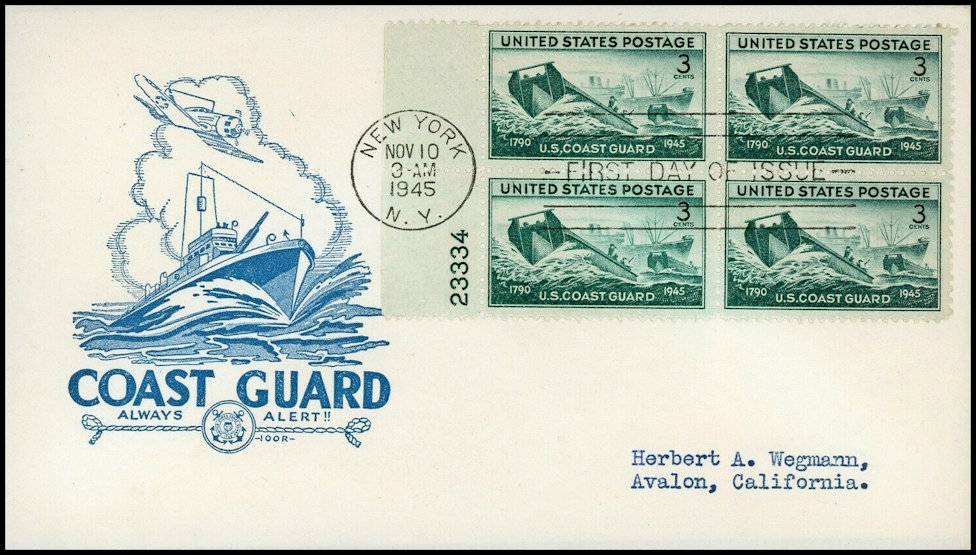 UNITED STATES POSTAGE
3
CENTS
1790 1945
U.S. COAST GUARD
UNITED STATES POSTAGE
3
CENTS
1790 1945
U.S. COAST GUARD
NEW YORK
NOV 10
3-AM
1945
N. Y.
FIRST DAY OF ISSUE
UNITED STATES POSTAGE
3
CENTS
1790 1945
U.S. COAST GUARD
UNITED STATES POSTAGE
3
CENTS
1790 1945
U.S. COAST GUARD
23334
COAST GUARD
ALWAYS ALERT!!
-IOOR-
Herbert A. Wegmann,
Avalon, California.